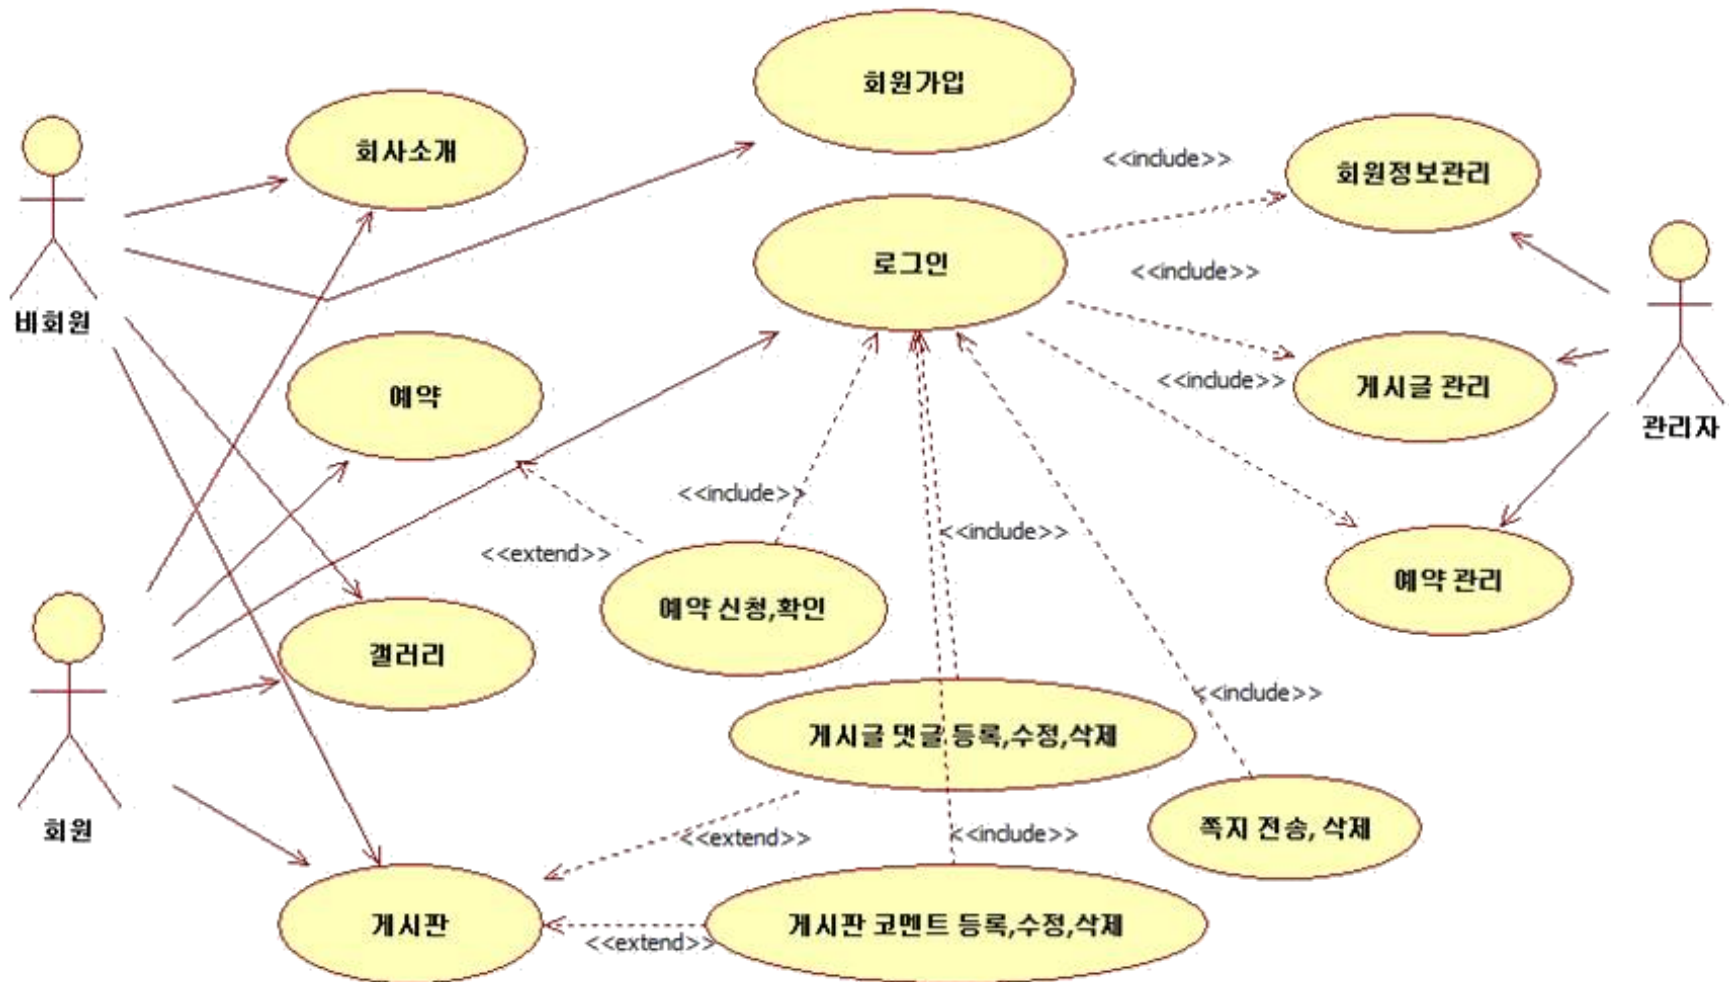 회원가입
회사소개
<<include>>
회원정보관리
로그인
<<include>>
비회원
예약
<<include>>
게시글 관리
관리자
<<include>>
<<include>>
<<extend>>
예약 신청,확인
예약 관리
갤러리
<<include>>
게시글 댓글 등록,수정,삭제
회원
<<extend>>
<<include>>
쪽지 전송, 삭제
게시판
<<extend>>
게시판 코멘트 등록,수정,삭제